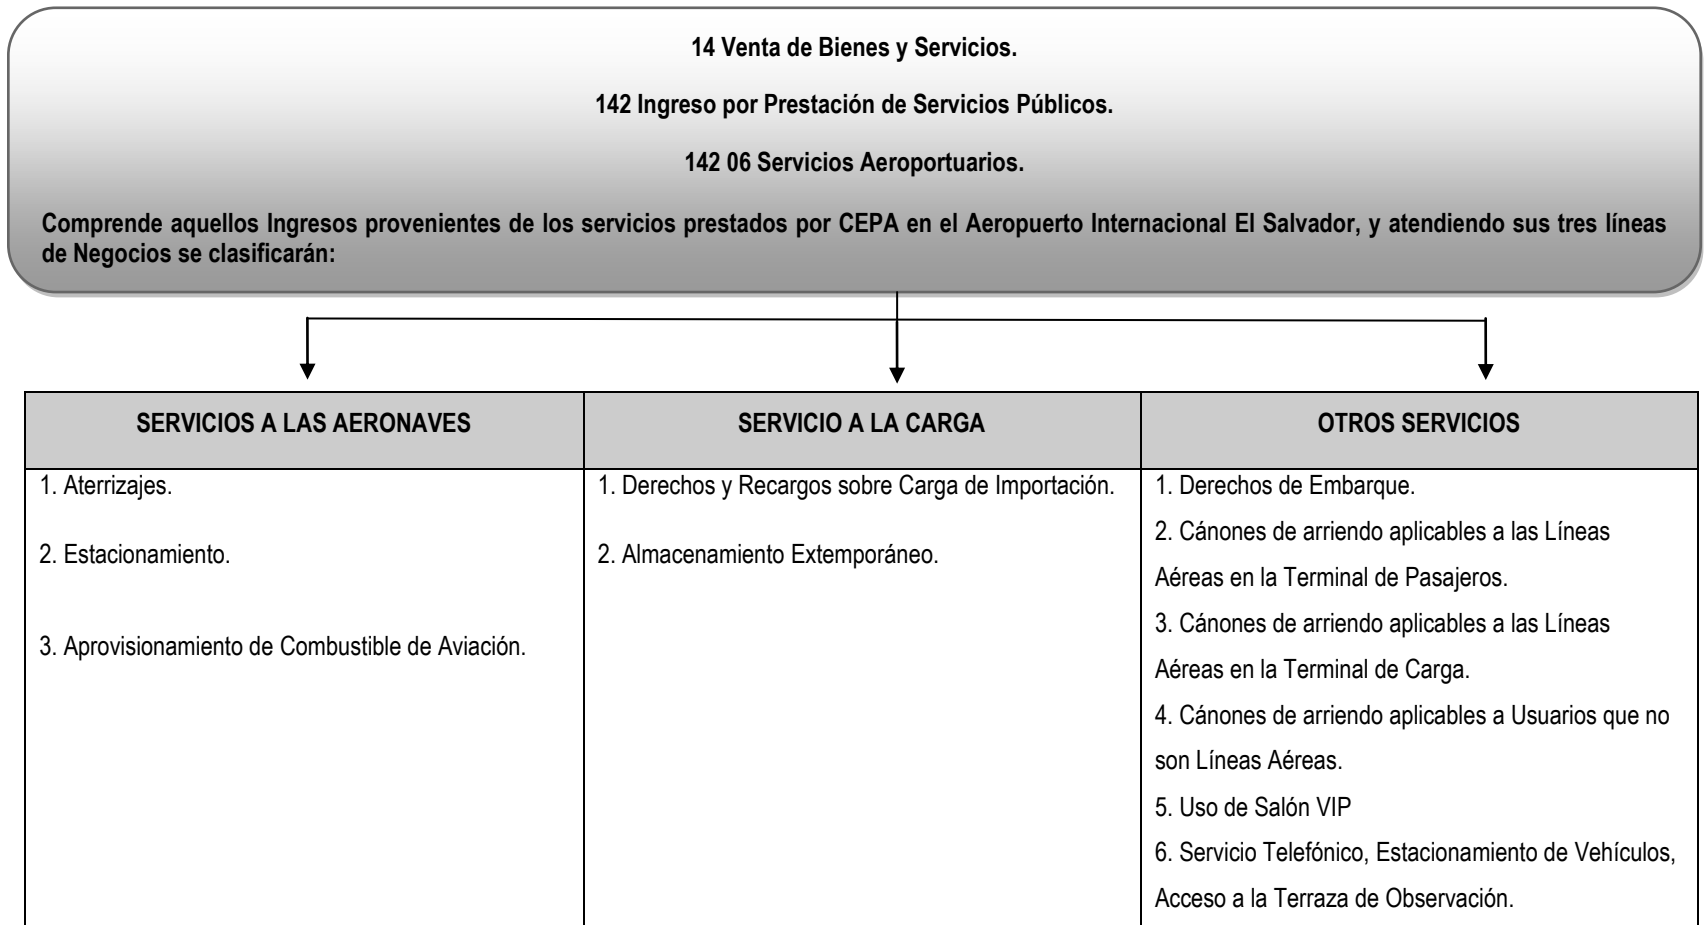 14 Venta de Bienes y Servicios.
142 Ingreso por Prestación de Servicios Públicos.
142 06 Servicios Aeroportuarios.
Comprende aquellos Ingresos provenientes de los servicios prestados por CEPA en el Aeropuerto Internacional El Salvador, y atendiendo sus tres líneas
de Negocios se clasificarán:
SERVICIOS A LAS AERONAVES
1. Aterrizajes.
2. Estacionamiento.
3. Aprovisionamiento de Combustible de Aviación.
SERVICIO A LA CARGA
1. Derechos y Recargos sobre Carga de Importación.
2. Almacenamiento Extemporáneo.
OTROS SERVICIOS
1. Derechos de Embarque.
2. Cánones de arriendo aplicables a las Líneas
Aéreas en la Terminal de Pasajeros.
3. Cánones de arriendo aplicables a las Líneas
Aéreas en la Terminal de Carga.
4. Cánones de arriendo aplicables a Usuarios que no
son Líneas Aéreas.
5. Uso de Salón VIP
6. Servicio Telefónico, Estacionamiento de Vehículos,
Acceso a la Terraza de Observación.